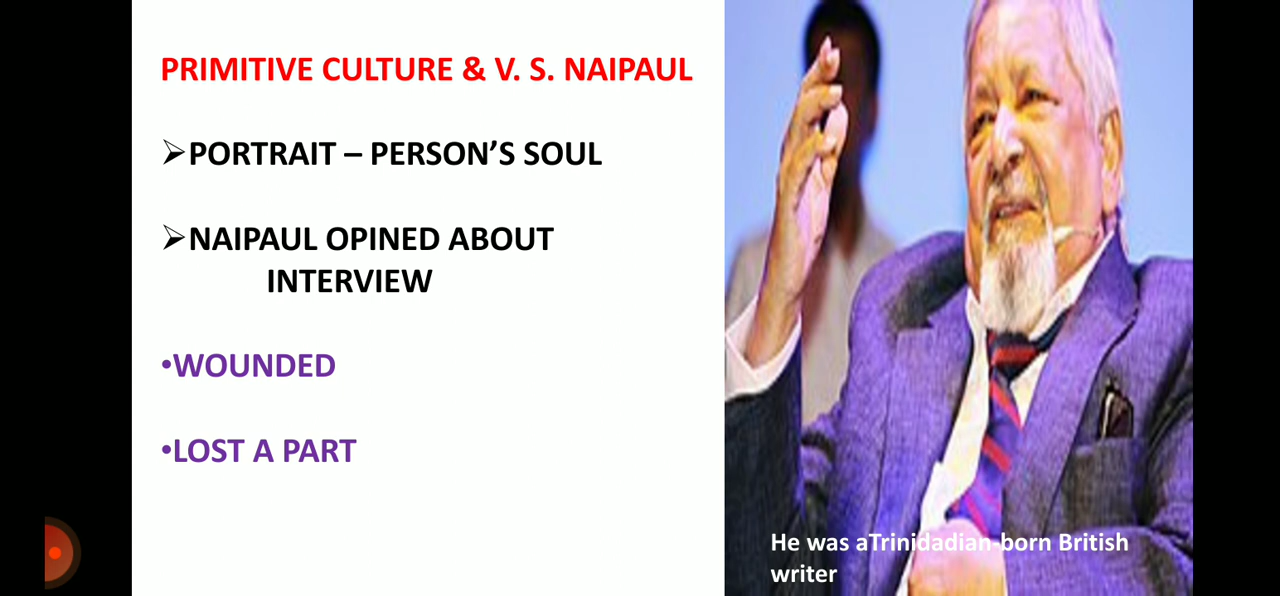 PRIMITIVE CULTURE & V. S. NAIPAUL
➢PORTRAIT – PERSON’S SOUL
➢NAIPAUL OPINED ABOUT
INTERVIEW
•WOUNDED
•LOST A PART
He was aTrinidadian-born British
writer